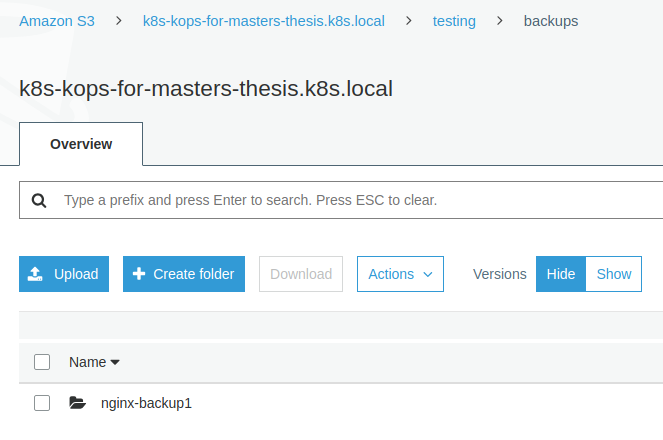 Amazon S3 > k8s-kops-for-masters-thesis.k8s.local > testing > backups
k8s-kops-for-masters-thesis.k8s.local
Overview
Type a prefix and press Enter to search. Press ESC to clear.
Upload Create folder Download Actions Versions Hide Show
Name
nginx-backup1